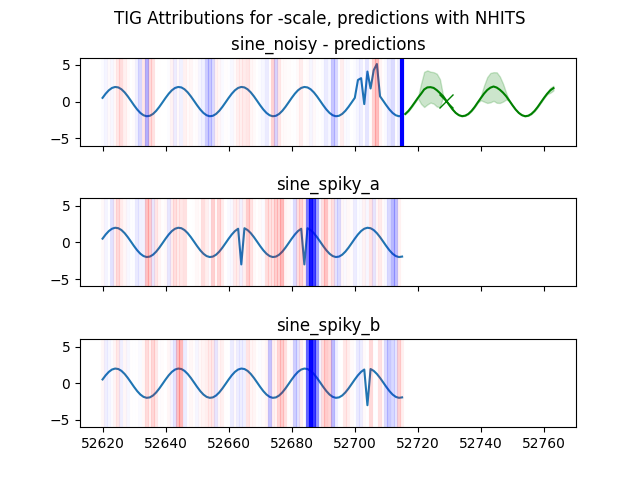 TIG Attributions for -scale, predictions with NHITS
sine_noisy - predictions
5
0
−5
sine_spiky_a
5
0
−5
sine_spiky_b
5
0
−5
52620 52640 52660 52680 52700 52720 52740 52760